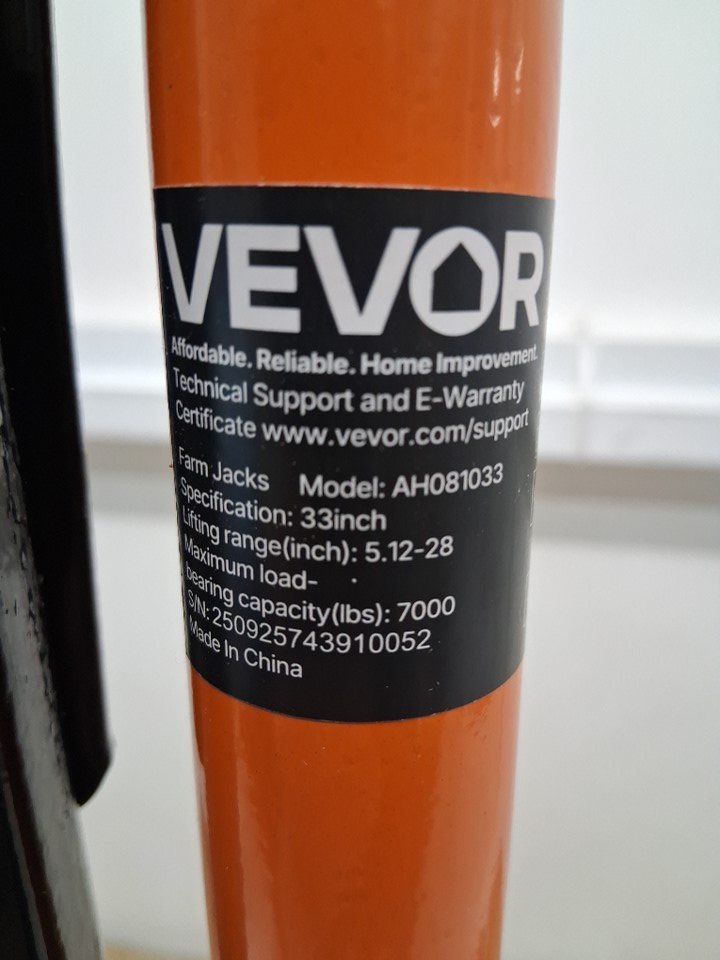 VEVOR
Affordable. Reliable. Home Improvement.
Technical Support and E-Warranty
Certificate www.vevor.com/support
Farm Jacks Model: AH081033
Specification: 33inch
Lifting range(inch): 5.12-28
Maximum load-
bearing capacity(lbs): 7000
S/N:250925743910052
Made In China